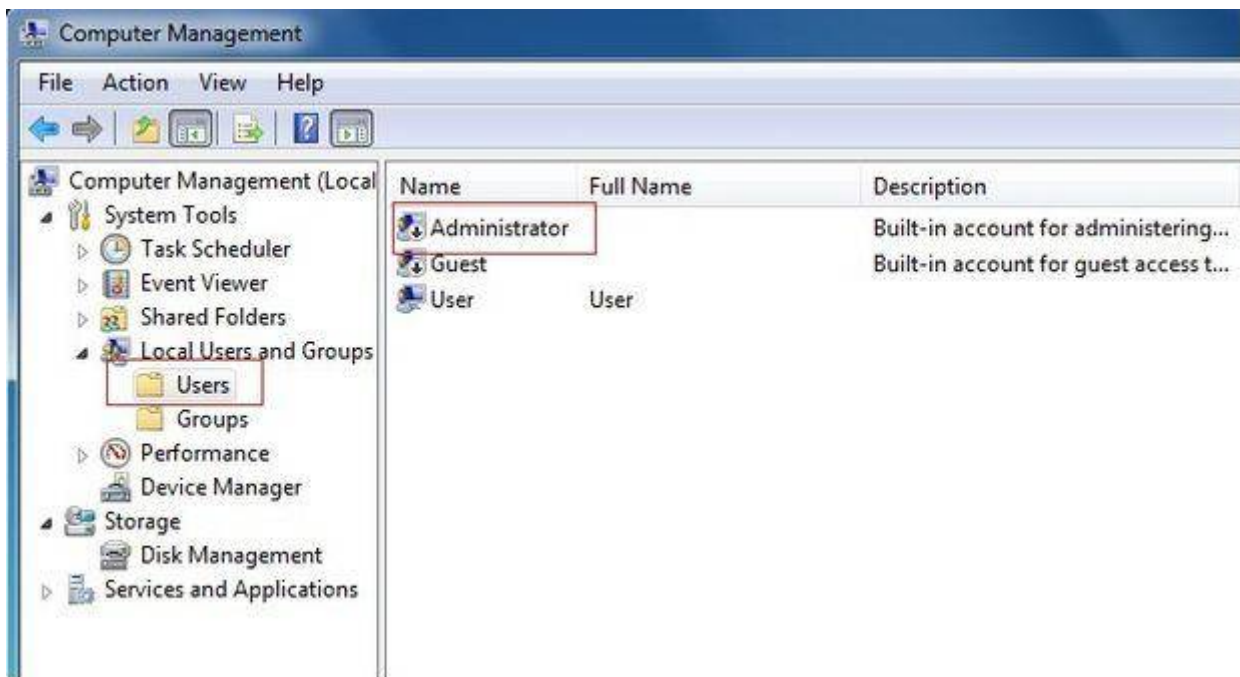 Computer Management
File Action View Help
Computer Management (Local
System Tools
Task Scheduler
Event Viewer
Shared Folders
Local Users and Groups
Users
Groups
Performance
Device Manager
Storage
Disk Management
Services and Applications
Name Full Name Description
Administrator Built-in account for administering...
Guest Built-in account for guest access t...
User User